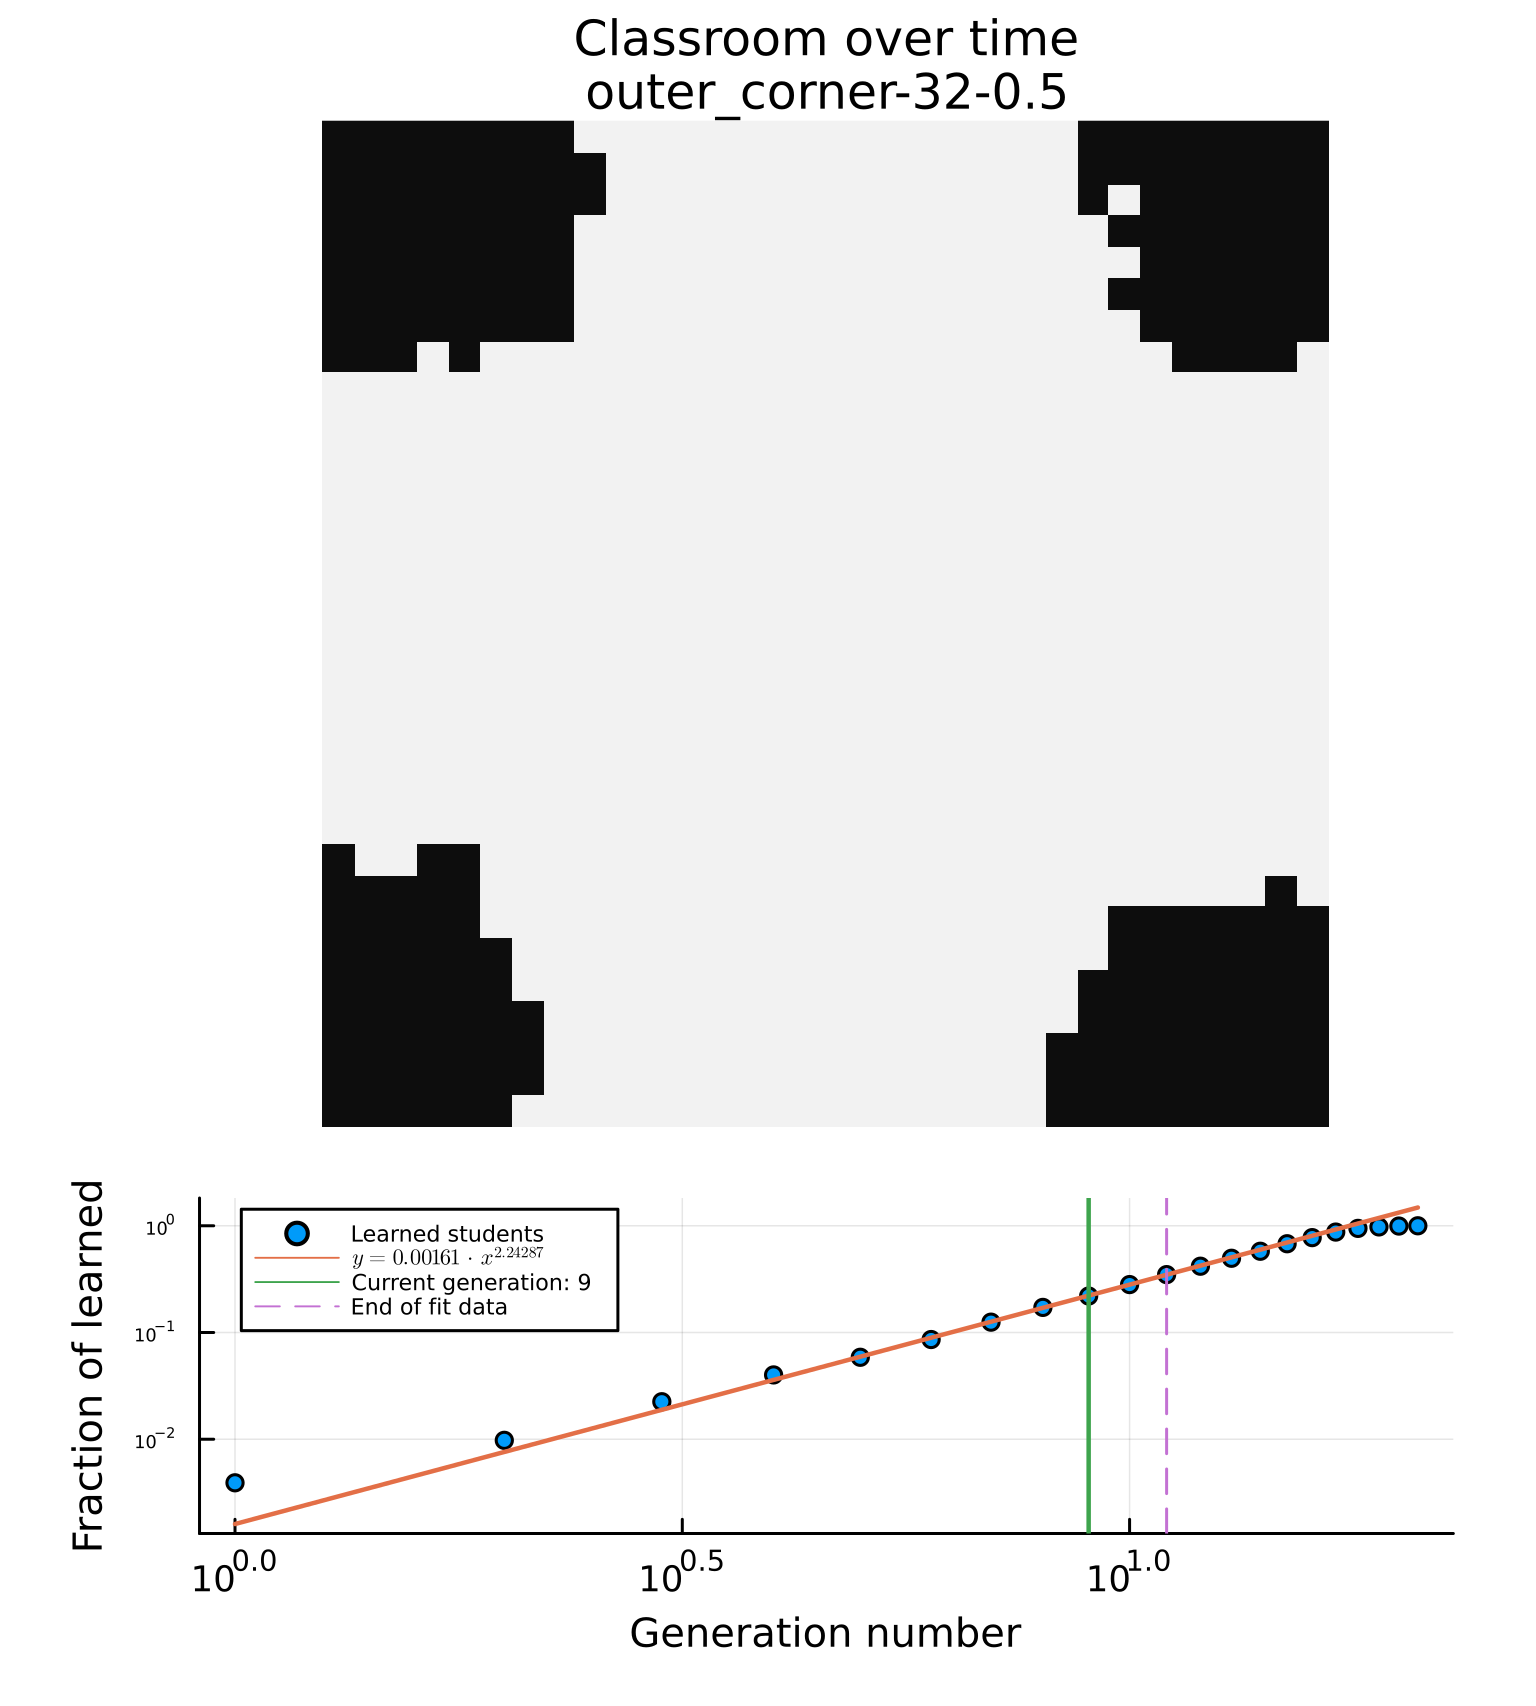 Classroom over time
outer_corner-32-0.5
Fraction of learned
10^0
10^-1
10^-2
Learned students
y = 0.00161 · x^2.24287
Current generation: 9
End of fit data
10^0.0
10^0.5
10^1.0
Generation number